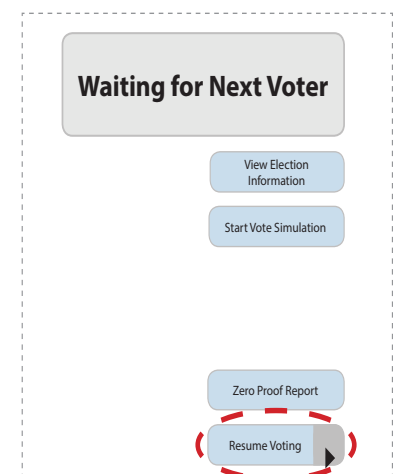 Waiting for Next Voter
View Election
Information
Start Vote Simulation
Zero Proof Report
Resume Voting